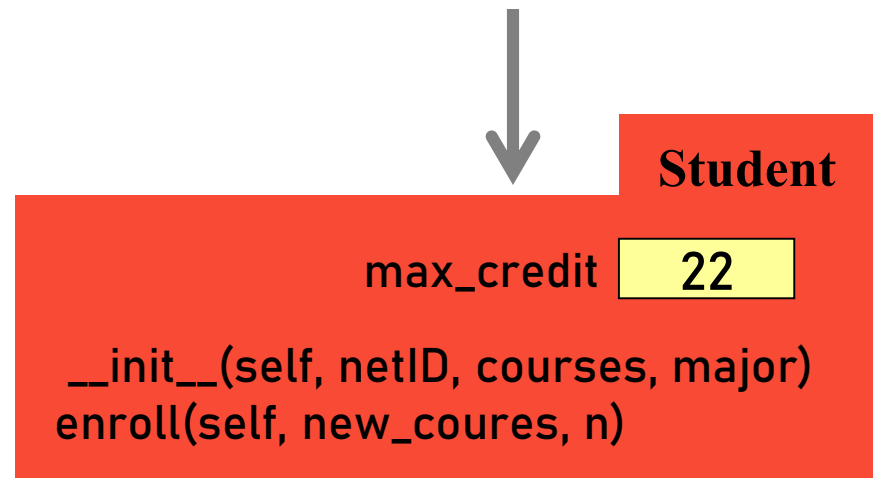 Student
max_credit 22
__init__(self, netID, courses, major)
enroll(self, new_coures, n)